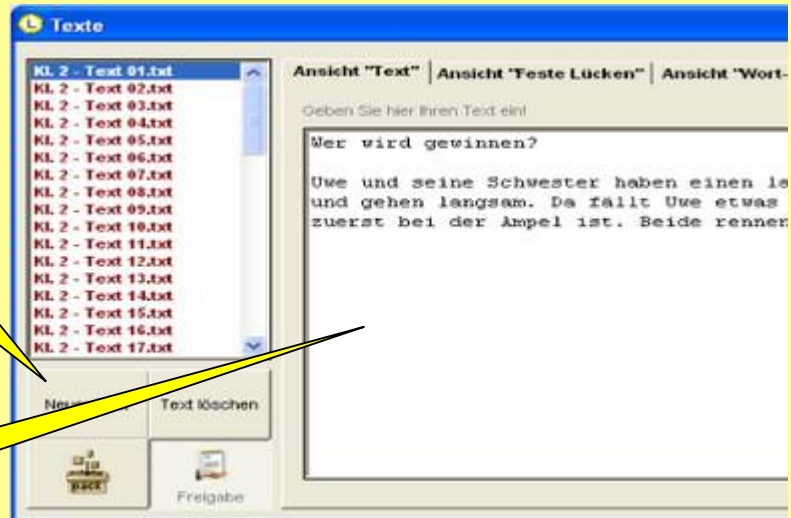 Texte
KL 2 - Text 01.txt
KL 2 - Text 02.txt
KL 2 - Text 03.txt
KL 2 - Text 04.txt
KL 2 - Text 05.txt
KL 2 - Text 06.txt
KL 2 - Text 07.txt
KL 2 - Text 08.txt
KL 2 - Text 09.txt
KL 2 - Text 10.txt
KL 2 - Text 11.txt
KL 2 - Text 12.txt
KL 2 - Text 13.txt
KL 2 - Text 14.txt
KL 2 - Text 15.txt
KL 2 - Text 16.txt
KL 2 - Text 17.txt
Text löschen
pack
Freigabe
Ansicht "Text" Ansicht "Feste Lücken" Ansicht "Wort-
Geben Sie hier Ihren Text ein!
Wer wird gewinnen?
Uwe und seine Schwester haben einen
und gehen langsam. Da fällt Uwe etwas
zuerst bei der Ampel ist. Beide rennen